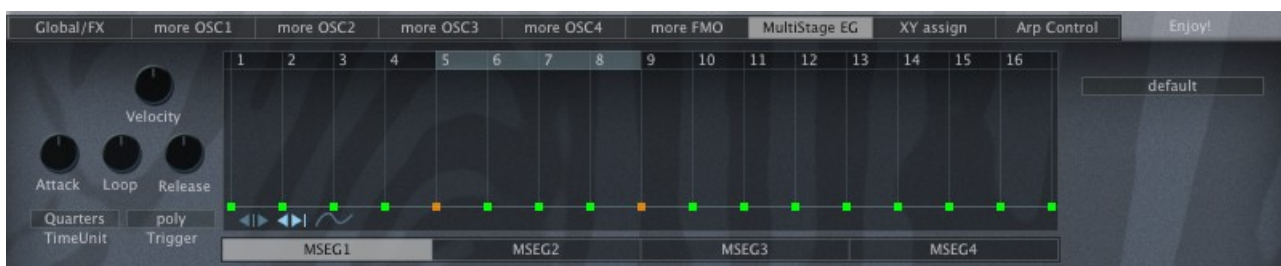 Global/FX more OSC1 more OSC2 more OSC3 more OSC4 more FMO MultiStage EG XY assign Arp Control Enjoy!
1 2 3 4 5 6 7 8 9 10 11 12 13 14 15 16
default
Velocity
Attack Loop Release
Quarters poly
TimeUnit Trigger
MSEG1 MSEG2 MSEG3 MSEG4